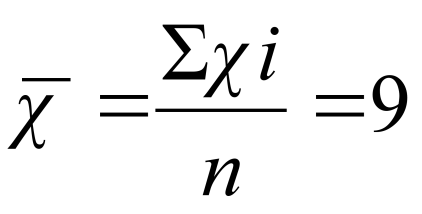 χ̅ = Σχi / n = 9